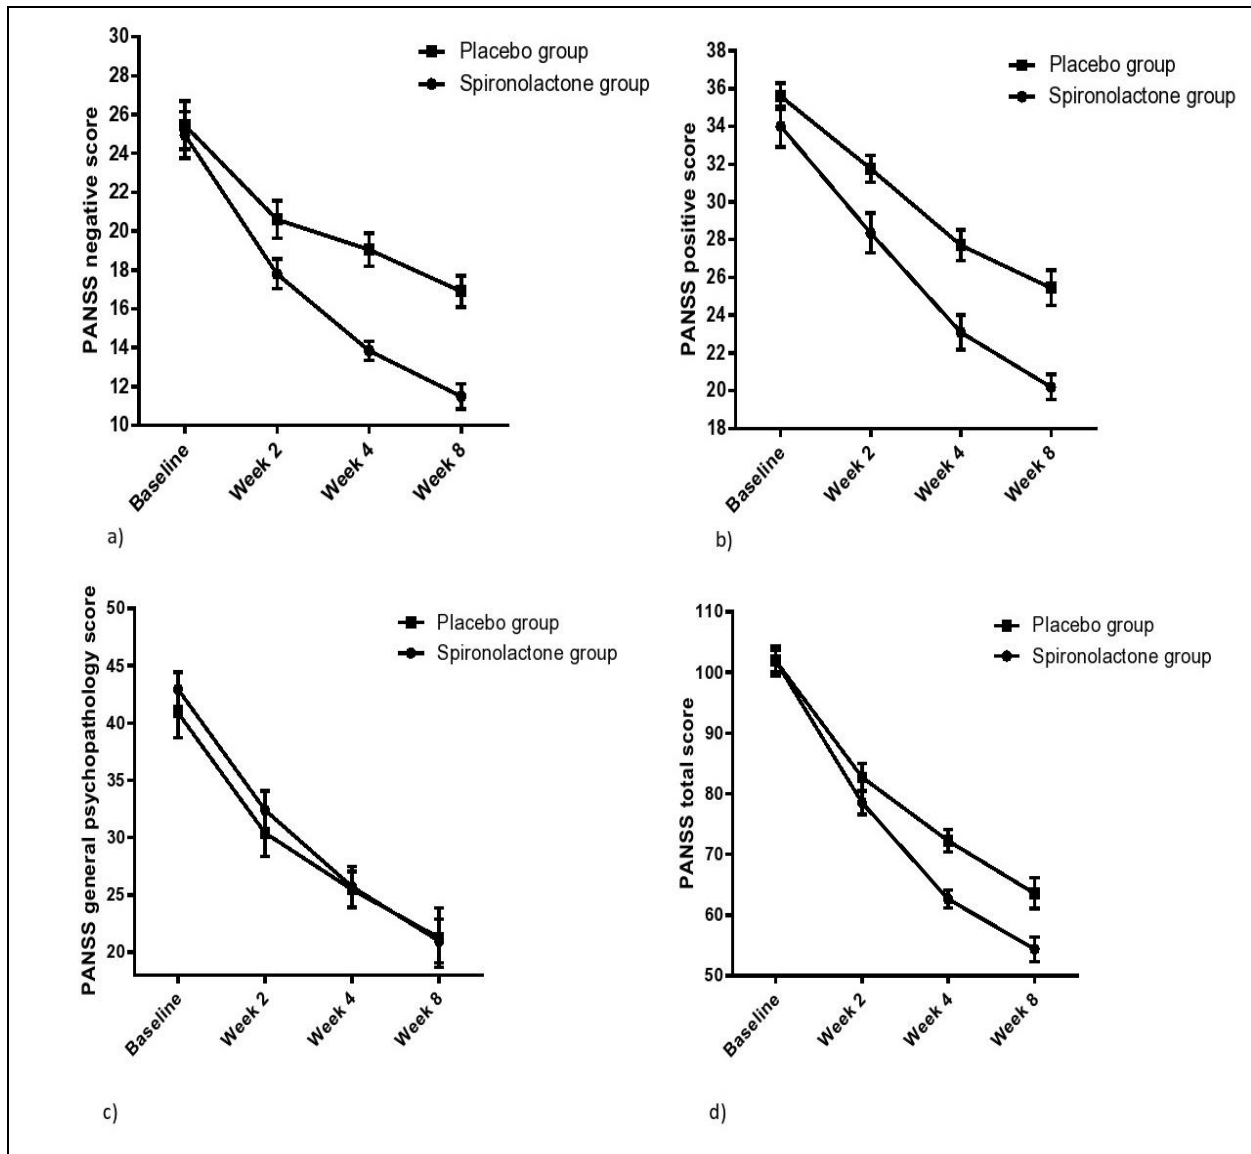 PANSS negative score
30
28
26
24
22
20
18
16
14
12
10
Placebo group
Spironolactone group
Baseline
Week 2
Week 4
Week 8
a)
PANSS positive score
38
36
34
32
30
28
26
24
22
20
18
Placebo group
Spironolactone group
Baseline
Week 2
Week 4
Week 8
b)
PANSS general psychopathology score
50
45
40
35
30
25
20
Placebo group
Spironolactone group
Baseline
Week 2
Week 4
Week 8
c)
PANSS total score
110
100
90
80
70
60
50
Placebo group
Spironolactone group
Baseline
Week 2
Week 4
Week 8
d)